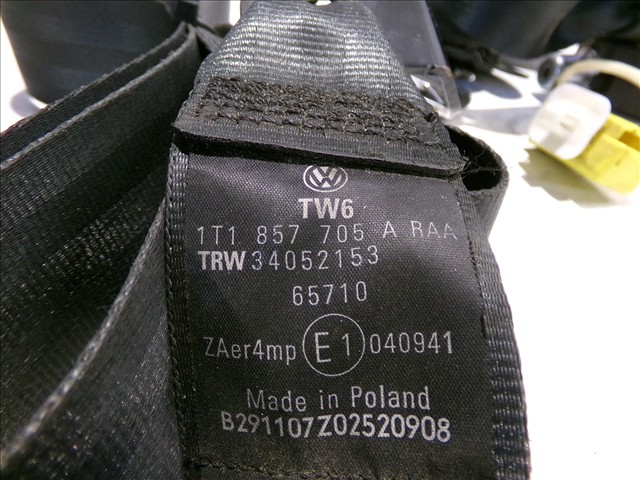 TW6
1T1 857 705 A RAA
TRW 34052153
65710
ZAer4mp E1 040941
Made in Poland
B291107Z02520908